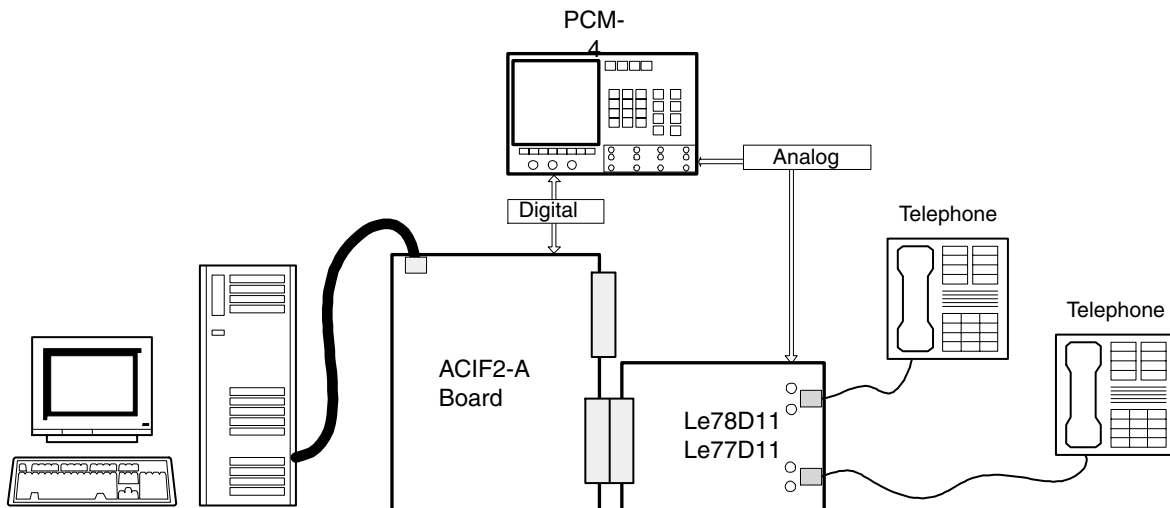 PCM-
4
Analog
Digital
Telephone
Telephone
ACIF2-A
Board
Le78D11
Le77D11